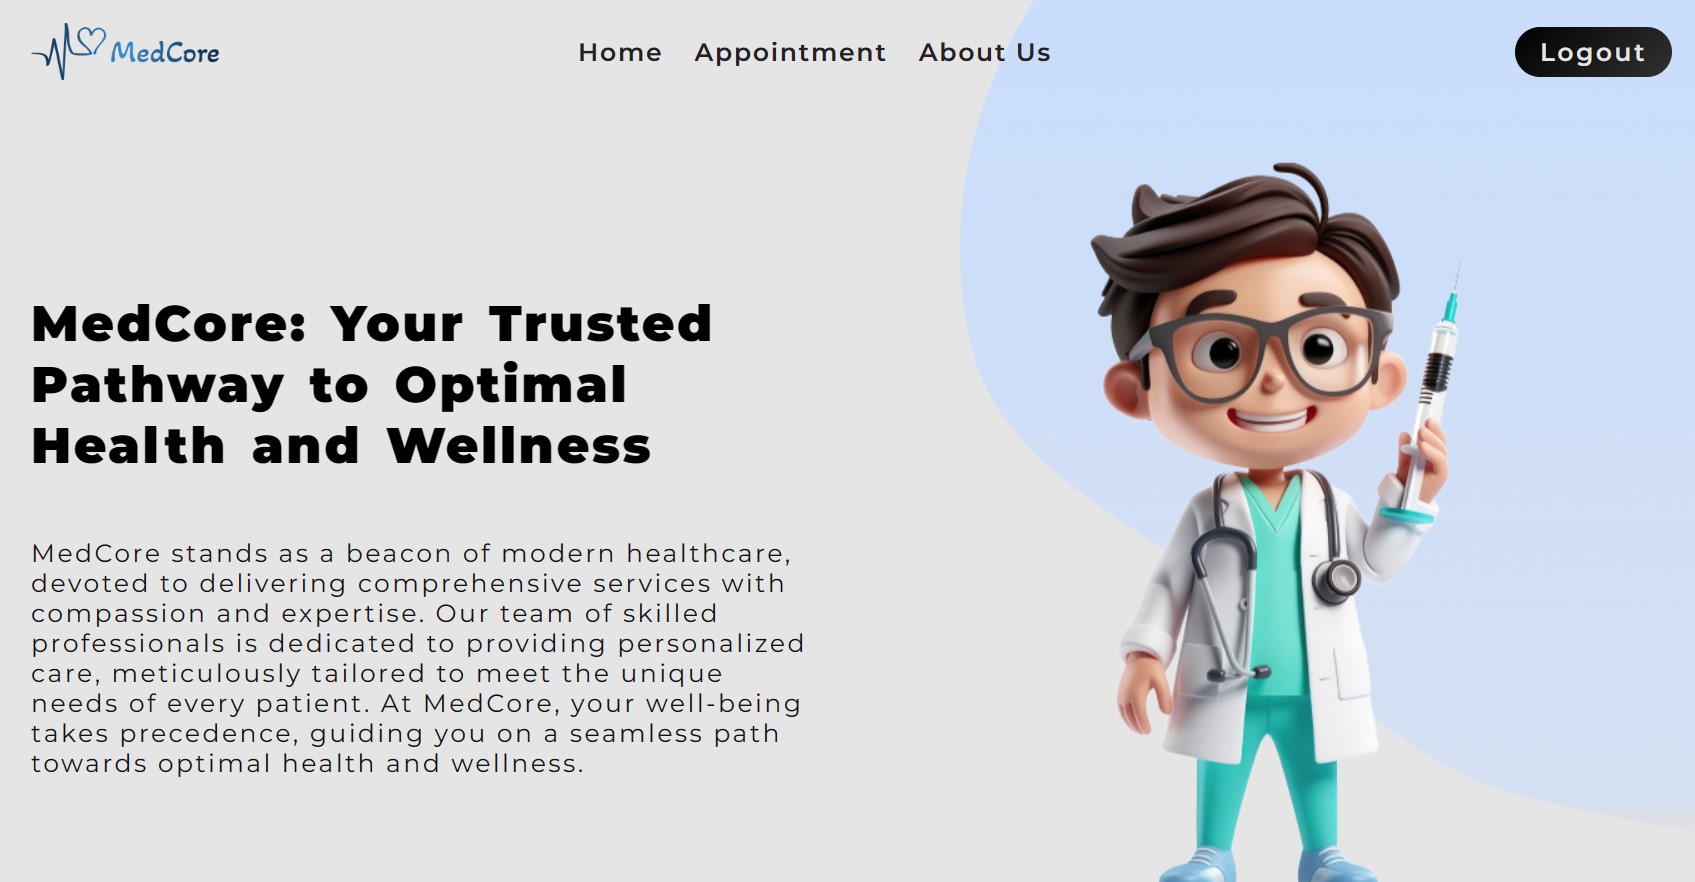 MedCore
Home Appointment About Us
Logout
MedCore: Your Trusted
Pathway to Optimal
Health and Wellness
MedCore stands as a beacon of modern healthcare,
devoted to delivering comprehensive services with
compassion and expertise. Our team of skilled
professionals is dedicated to providing personalized
care, meticulously tailored to meet the unique
needs of every patient. At MedCore, your well-being
takes precedence, guiding you on a seamless path
towards optimal health and wellness.